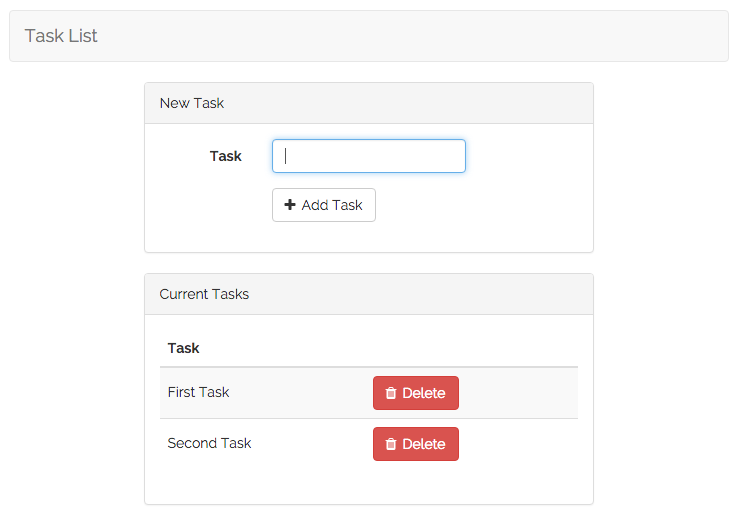 Task List
New Task
Task
Add Task
Current Tasks
Task
First Task
Delete
Second Task
Delete